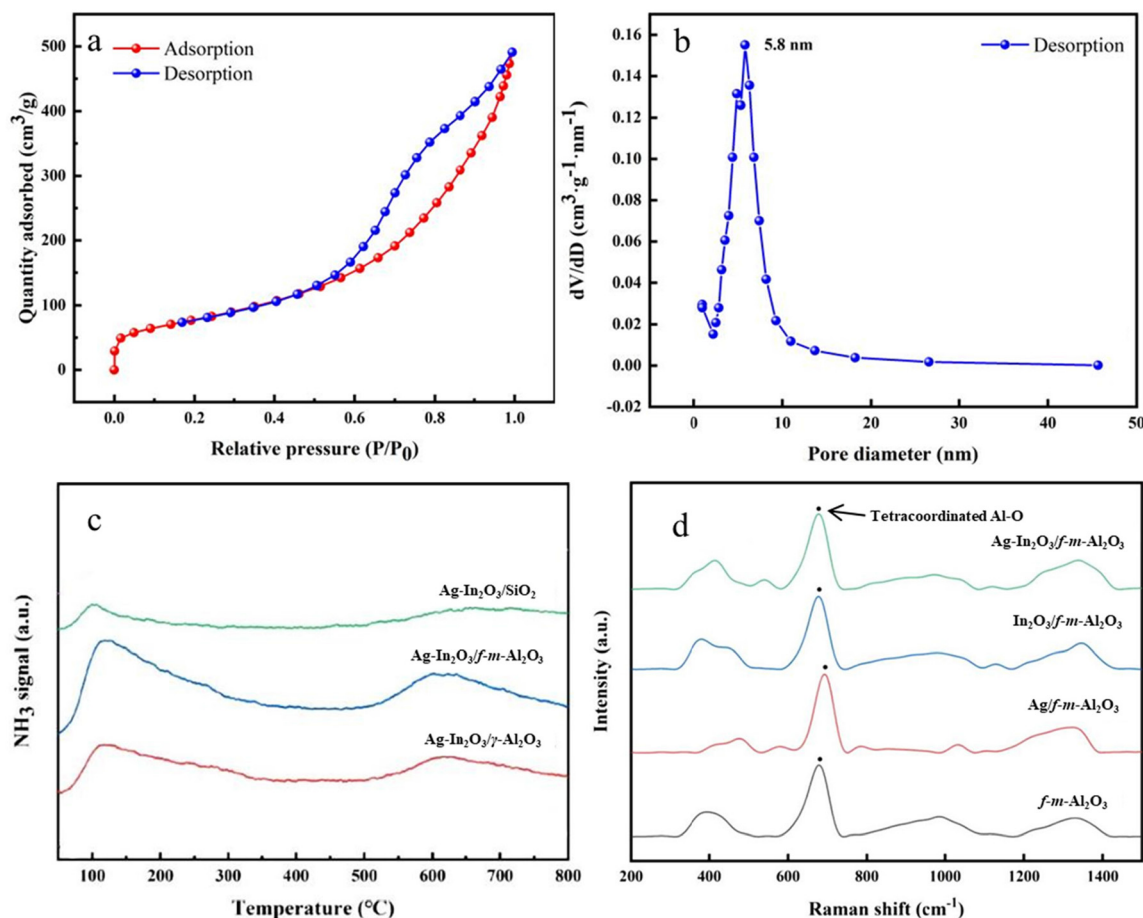 a
Adsorption
Desorption
Quantity adsorbed (cm³/g)
500
400
300
200
100
0
0.0 0.2 0.4 0.6 0.8 1.0
Relative pressure (P/P₀)
b
5.8 nm
Desorption
dV/dD (cm³·g⁻¹·nm⁻¹)
0.16
0.14
0.12
0.10
0.08
0.06
0.04
0.02
0.00
-0.02
0 10 20 30 40 50
Pore diameter (nm)
c
NH₃ signal (a.u.)
Ag-In₂O₃/SiO₂
Ag-In₂O₃/f-m-Al₂O₃
Ag-In₂O₃/γ-Al₂O₃
100 200 300 400 500 600 700 800
Temperature (°C)
d
Intensity (a.u.)
Tetracoordinated Al-O
Ag-In₂O₃/f-m-Al₂O₃
In₂O₃/f-m-Al₂O₃
Ag/f-m-Al₂O₃
f-m-Al₂O₃
200 400 600 800 1000 1200 1400
Raman shift (cm⁻¹)